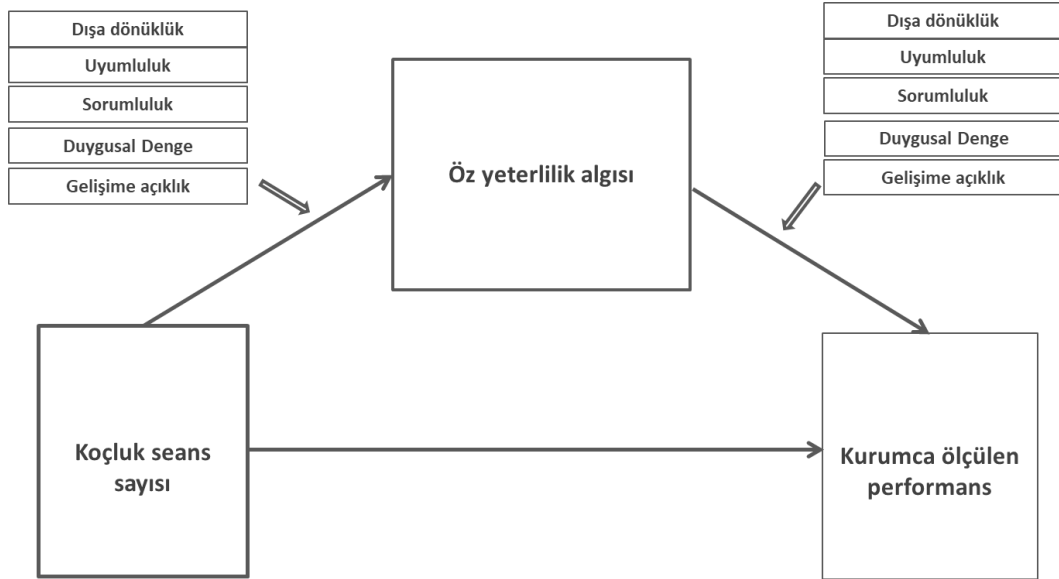 Dışa dönüklük
Uyumluluk
Sorumluluk
Duygusal Denge
Gelişime açıklık
Dışa dönüklük
Uyumluluk
Sorumluluk
Duygusal Denge
Gelişime açıklık
Öz yeterlilik algısı
Koçluk seans
sayısı
Kurumca ölçülen
performans